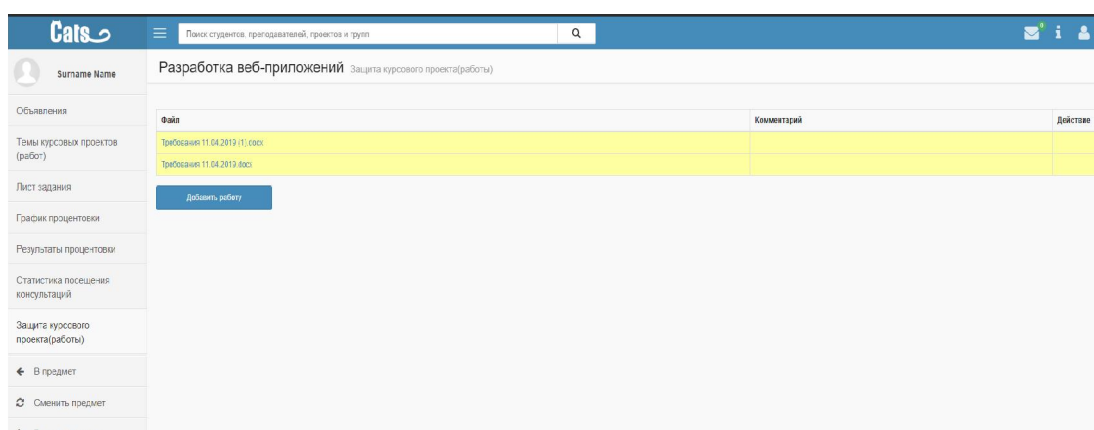 Cats
Поиск студентов, преподавателей, проектов и групп
0
Surname Name
Разработка веб-приложений Защита курсового проекта(работы)
Объявления
Темы курсовых проектов
(работ)
Лист задания
График процентовки
Результаты процентовки
Статистика посещения
консультаций
Защита курсового
проекта(работы)
В предмет
Сменить предмет
Файл Комментарий Действие
Требования 11.04.2019 (1).docx
Требования 11.04.2019.docx
Добавить работу